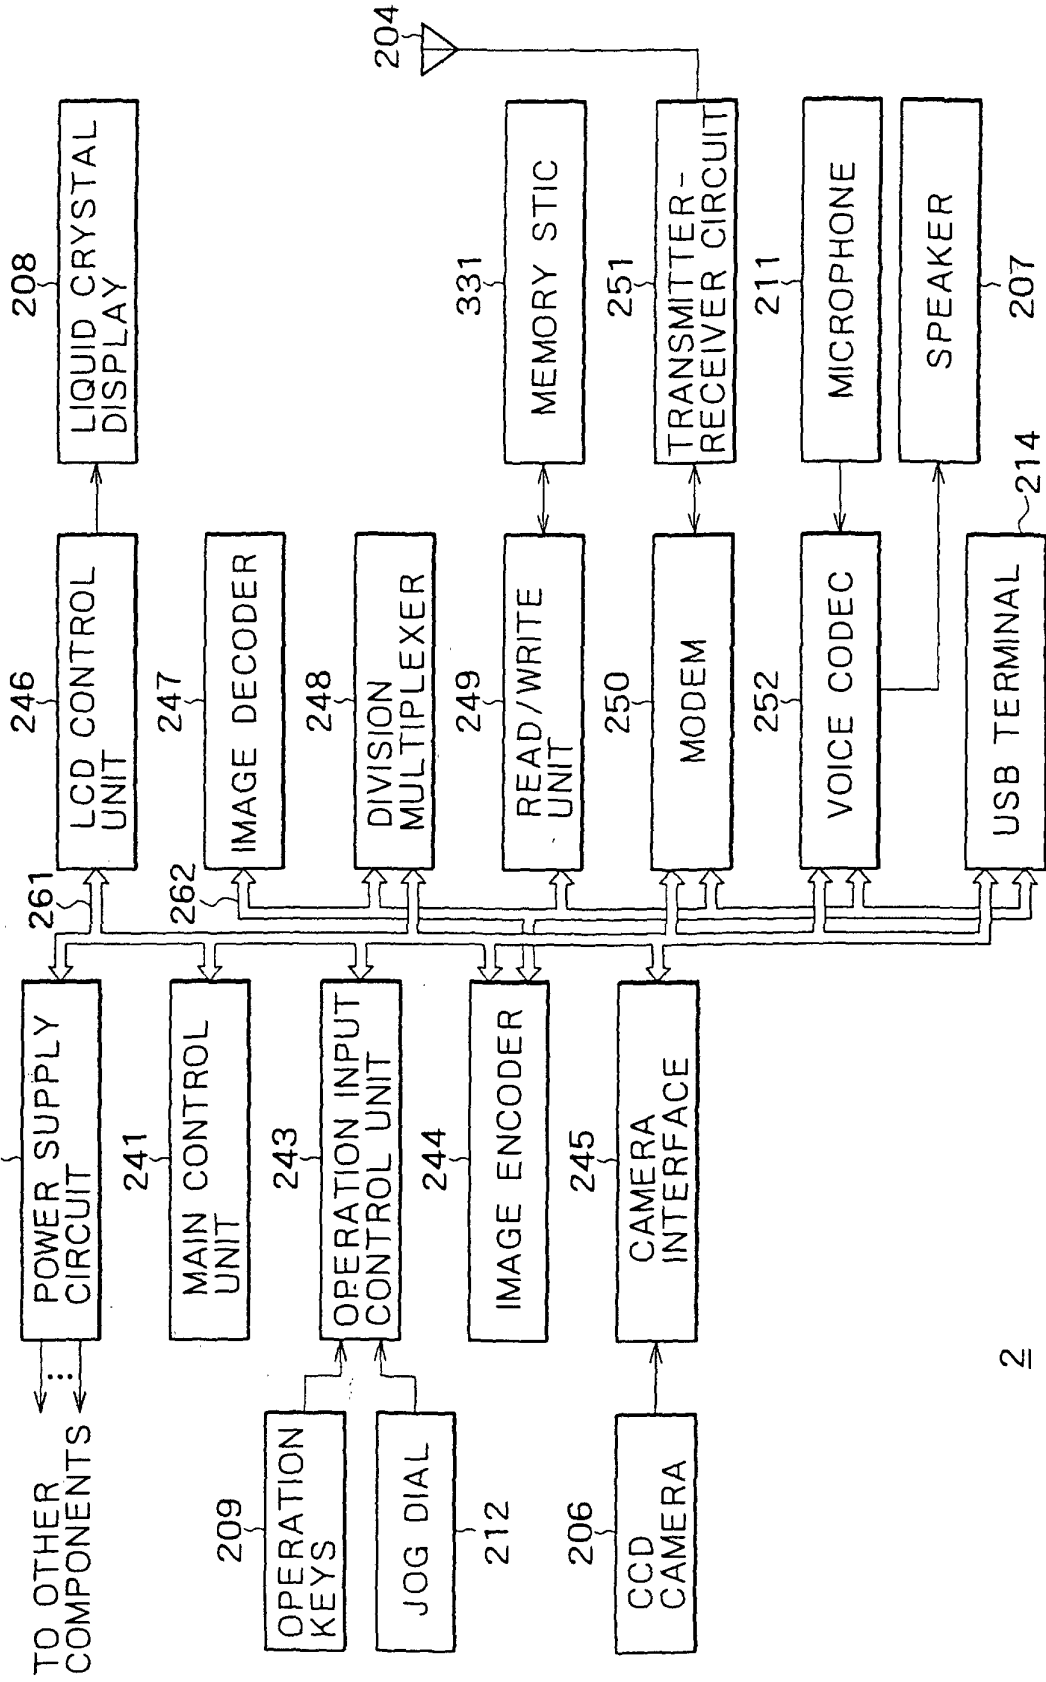 TO OTHER
COMPONENTS
POWER SUPPLY
CIRCUIT
261
246
LCD CONTROL
UNIT
208
LIQUID CRYSTAL
DISPLAY
241
MAIN CONTROL
UNIT
262
247
IMAGE DECODER
209
OPERATION
KEYS
212
JOG DIAL
243
OPERATION INPUT
CONTROL UNIT
248
DIVISION
MULTIPLEXER
204
244
IMAGE ENCODER
249
READ/WRITE
UNIT
331
MEMORY STIC
206
CCD
CAMERA
245
CAMERA
INTERFACE
250
MODEM
251
TRANSMITTER-
RECEIVER CIRCUIT
252
VOICE CODEC
211
MICROPHONE
SPEAKER
207
USB TERMINAL
214
2